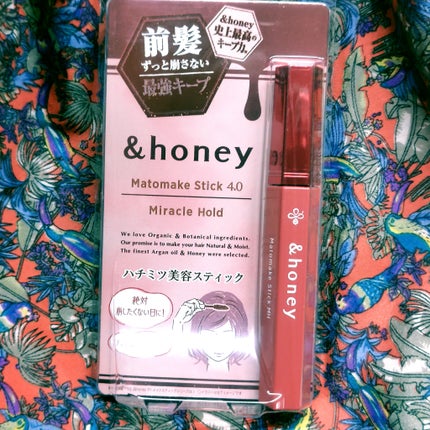 前髪
ずっと崩さない
最強キープ
&honey
史上最高の
キープ力。
&honey
Matomake Stick 4.0
Miracle Hold
We love Organic & Botanical ingredients.
Our promise is to make your hair Natural & Moist.
The finest Argan oil & Honey were selected.
ハチミツ美容スティック
絶対
崩したくない日に!
&honey
Matomake Stick MH